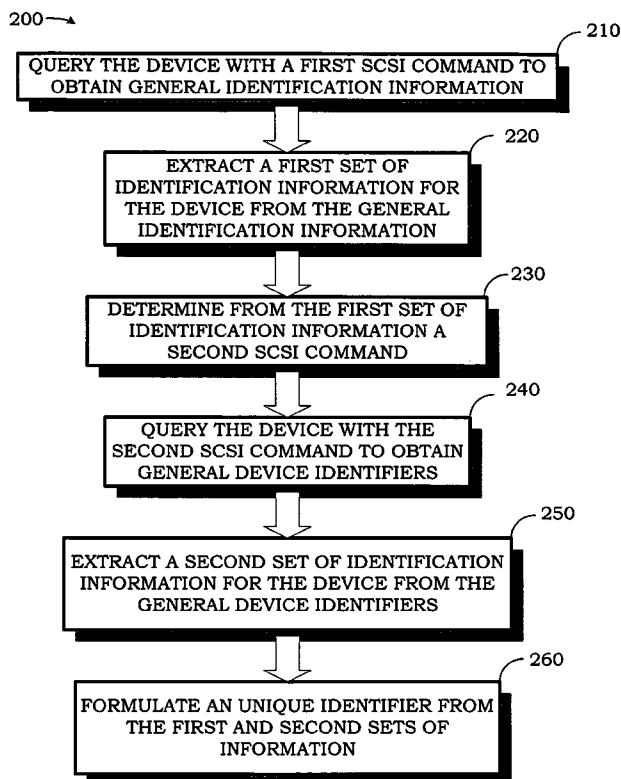 200
210
QUERY THE DEVICE WITH A FIRST SCSI COMMAND TO
OBTAIN GENERAL IDENTIFICATION INFORMATION
220
EXTRACT A FIRST SET OF
IDENTIFICATION INFORMATION FOR
THE DEVICE FROM THE GENERAL
IDENTIFICATION INFORMATION
230
DETERMINE FROM THE FIRST SET OF
IDENTIFICATION INFORMATION A
SECOND SCSI COMMAND
240
QUERY THE DEVICE WITH THE
SECOND SCSI COMMAND TO OBTAIN
GENERAL DEVICE IDENTIFIERS
250
EXTRACT A SECOND SET OF IDENTIFICATION
INFORMATION FOR THE DEVICE FROM THE
GENERAL DEVICE IDENTIFIERS
260
FORMULATE AN UNIQUE IDENTIFIER FROM
THE FIRST AND SECOND SETS OF
INFORMATION